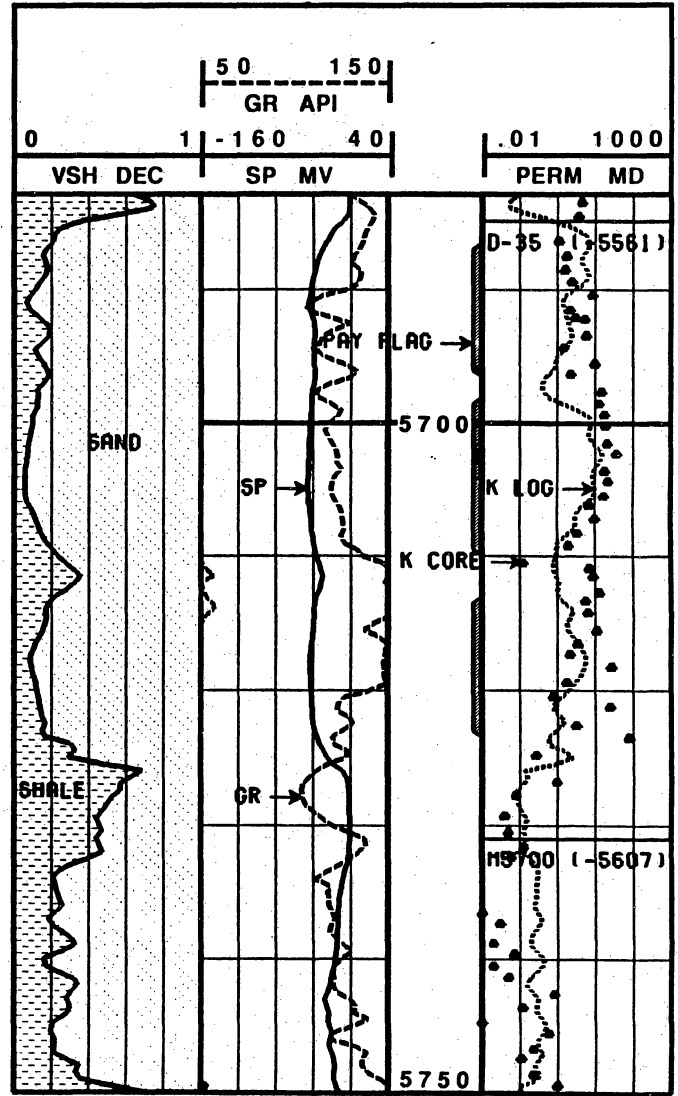 50 150
GR API
0 1 -160 40 .01 1000
VSH DEC SP MV PERM MD
D-35 (-5561)
PAY FLAG
5700
SAND
SP K LOG
K CORE
SHALE GR
M5700 (-5607)
5750